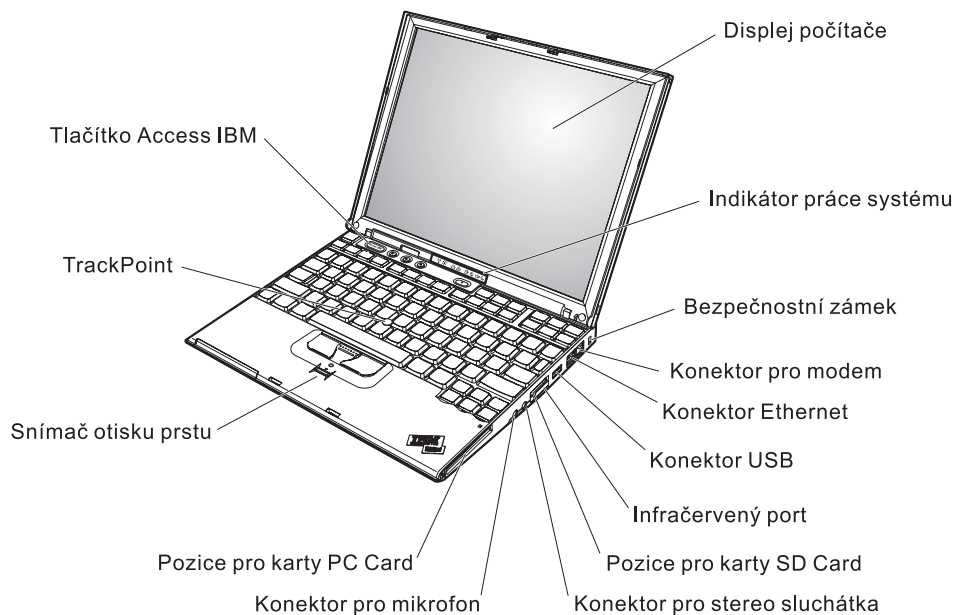 Displej počítače
Tlačítko Access IBM
Indikátor práce systému
TrackPoint
Bezpečnostní zámek
Konektor pro modem
Konektor Ethernet
Snímač otisku prstu
Konektor USB
Infračervený port
Pozice pro karty PC Card
Pozice pro karty SD Card
Konektor pro mikrofon
Konektor pro stereo sluchátka